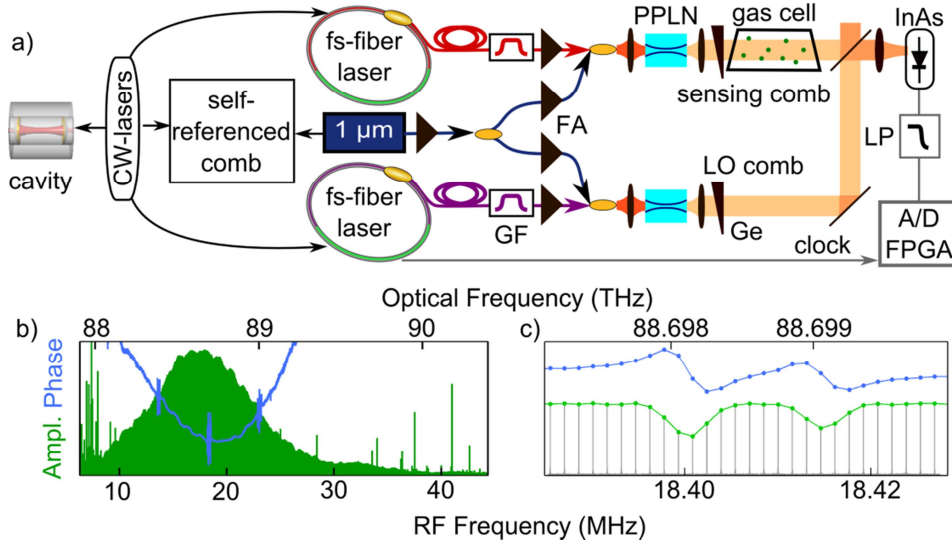 a)
fs-fiber
laser
GF
PPLN
gas cell
InAs
sensing comb
CW-lasers
self-
referenced
comb
1 μm
FA
LP
cavity
LO comb
fs-fiber
laser
GF
Ge
clock
A/D
FPGA
Optical Frequency (THz)
b)
88
89
90
c)
88.698
88.699
Ampl. Phase
10
20
30
40
18.40
18.42
RF Frequency (MHz)